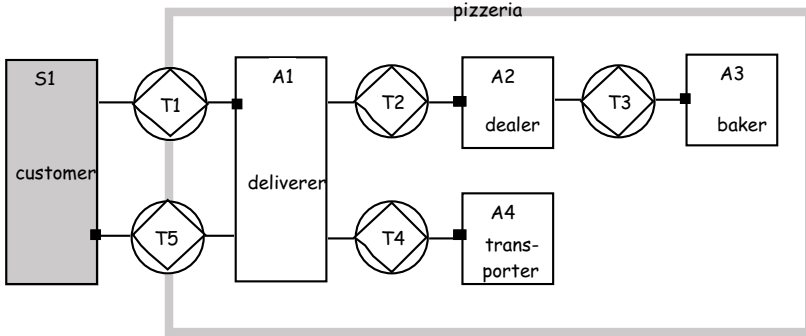 pizzeria
S1
customer
T1
A1
deliverer
T2
A2
dealer
T3
A3
baker
T5
T4
A4
trans-
porter